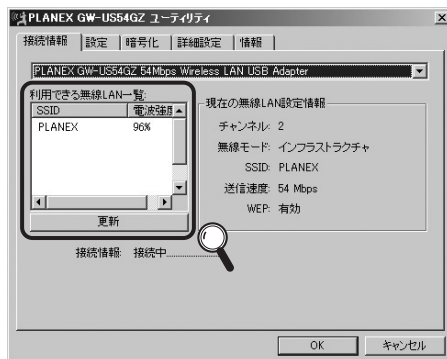 PLANEX GW-US54GZ ユーティリティ
接続情報 設定 暗号化 詳細設定 情報
PLANEX GW-US54GZ 54Mbps Wireless LAN USB Adapter
利用できる無線LAN一覧:
SSID 電波強度
PLANEX 96%
更新
現在の無線LAN設定情報
チャンネル: 2
無線モード: インフラストラクチャ
SSID: PLANEX
送信速度: 54 Mbps
WEP: 有効
接続情報: 接続中..............
OK キャンセル